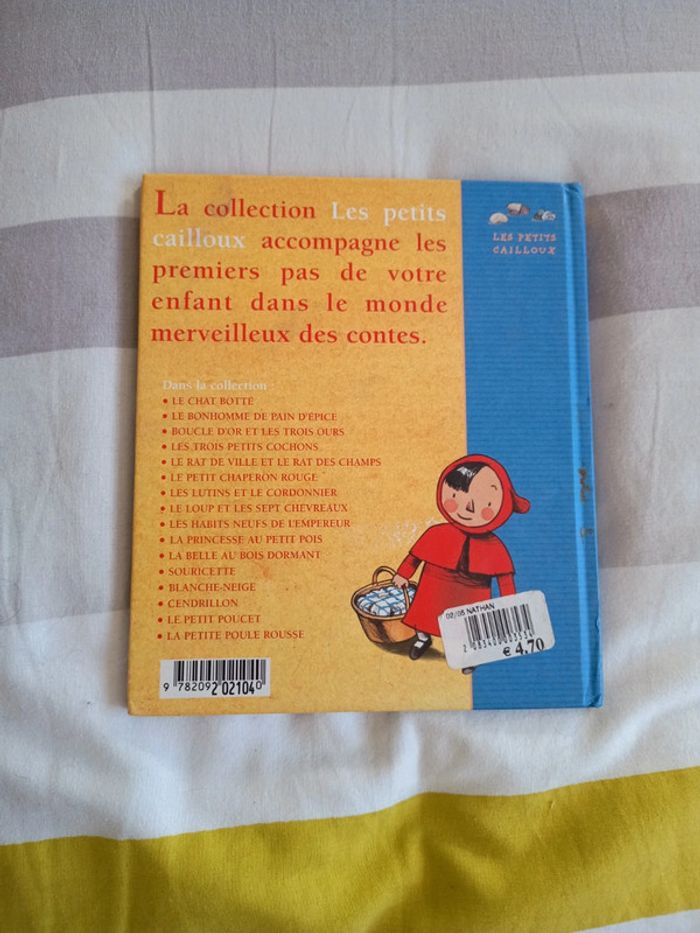 La collection Les petits
cailloux accompagne les
premiers pas de votre
enfant dans le monde
merveilleux des contes.
LES PETITS
CAILLOUX
Dans la collection :
• LE CHAT BOTTÉ
• LE BONHOMME DE PAIN D'ÉPICE
• BOUCLE D'OR ET LES TROIS OURS
• LES TROIS PETITS COCHONS
• LE RAT DE VILLE ET LE RAT DES CHAMPS
• LE PETIT CHAPERON ROUGE
• LES LUTINS ET LE CORDONNIER
• LE LOUP ET LES SEPT CHEVREAUX
• LES HABITS NEUFS DE L'EMPEREUR
• LA PRINCESSE AU PETIT POIS
• LA BELLE AU BOIS DORMANT
• SOURICETTE
• BLANCHE-NEIGE
• CENDRILLON
• LE PETIT POUCET
• LA PETITE POULE ROUSSE
02/05 NATHAN
2 083400 003534
€ 4.70
9 782092 021040